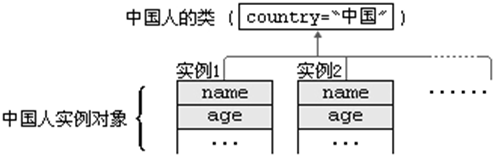 中国人的类 ( country="中国" )
实例1 实例2
name name ······
中国人实例对象 age age
··· ···